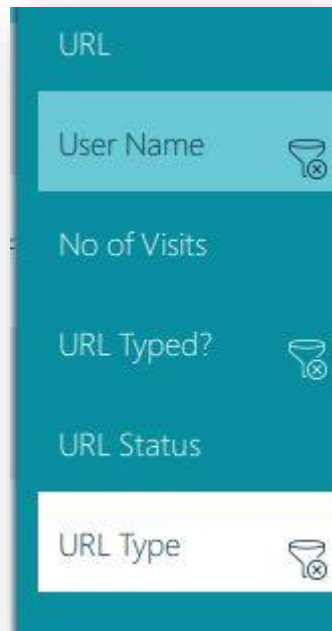 URL
User Name
No of Visits
URL Typed?
URL Status
URL Type